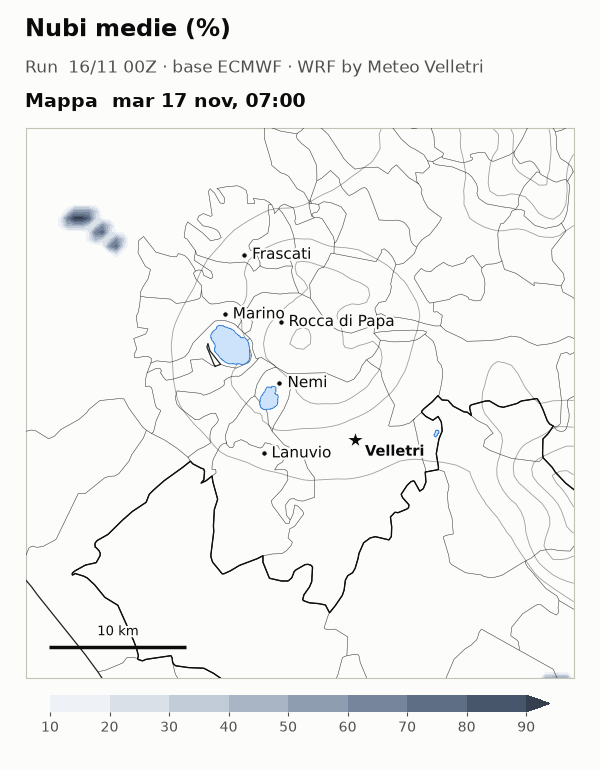 Nubi medie (%)
Run  16/11 00Z · base ECMWF · WRF by Meteo Velletri
Mappa  mar 17 nov, 07:00
Frascati
Marino
Rocca di Papa
Nemi
Lanuvio
Velletri
10 km
10 20 30 40 50 60 70 80 90